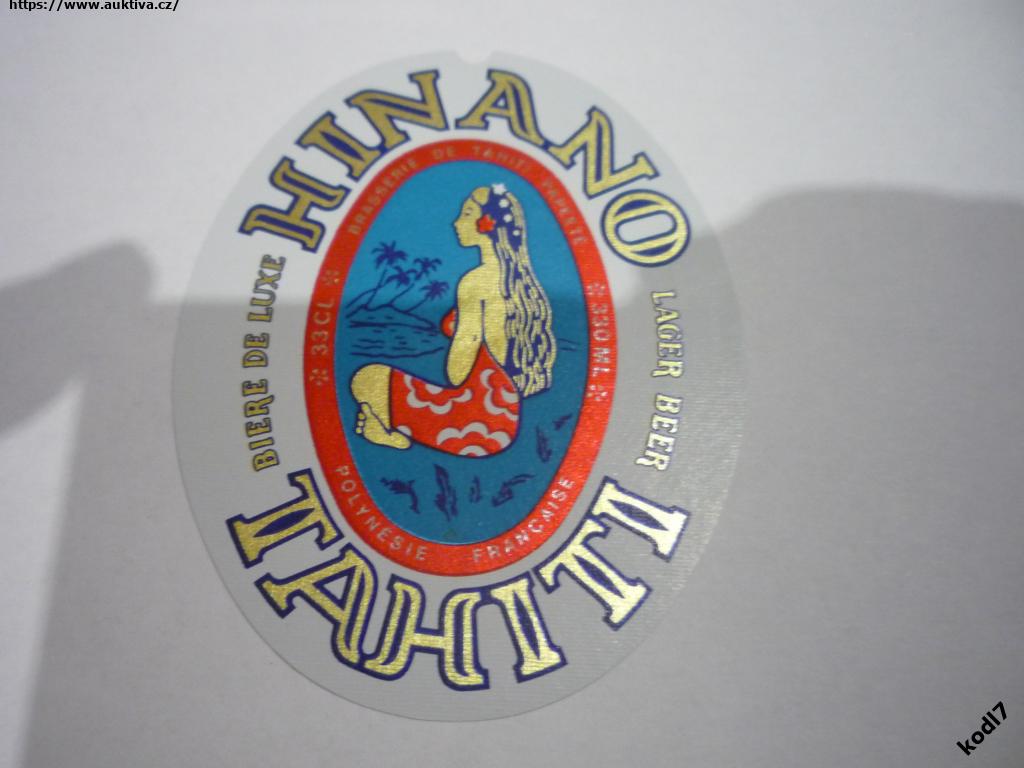 https://www.auktiva.cz/
HINANO
BRASSERIE DE TAHITI PAPEETE
BIERE DE LUXE
33CL
330ML
LAGER BEER
POLYNÉSIE FRANÇAISE
TAHITI
kodl7